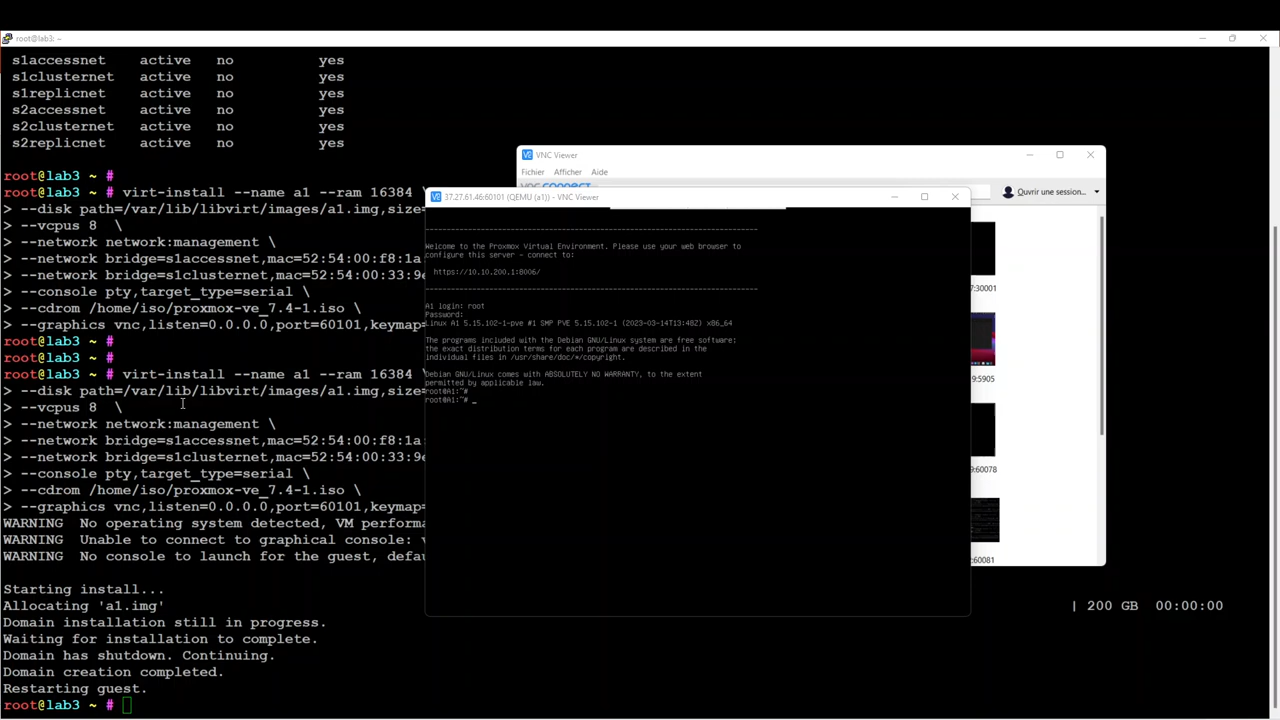 root@lab3: ~
s1accessnet active no yes
s1clusternet active no yes
s1replicnet active no yes
s2accessnet active no yes
s2clusternet active no yes
s2replicnet active no yes
root@lab3 ~ #
root@lab3 ~ # virt-install --name a1 --ram 16384 \
> --disk path=/var/lib/libvirt/images/a1.img,size=
> --vcpus 8 \
> --network network:management \
> --network bridge=s1accessnet,mac=52:54:00:f8:1a:
> --network bridge=s1clusternet,mac=52:54:00:33:9e
> --console pty,target_type=serial \
> --cdrom /home/iso/proxmox-ve_7.4-1.iso \
> --graphics vnc,listen=0.0.0.0,port=60101,keymap=
root@lab3 ~ #
root@lab3 ~ #
root@lab3 ~ # virt-install --name a1 --ram 16384 \
> --disk path=/var/lib/libvirt/images/a1.img,size=
> --vcpus 8 \
> --network network:management \
> --network bridge=s1accessnet,mac=52:54:00:f8:1a:
> --network bridge=s1clusternet,mac=52:54:00:33:9e
> --console pty,target_type=serial \
> --cdrom /home/iso/proxmox-ve_7.4-1.iso \
> --graphics vnc,listen=0.0.0.0,port=60101,keymap=
WARNING No operating system detected, VM performa
WARNING Unable to connect to graphical console:
WARNING No console to launch for the guest, defau
Starting install...
Allocating 'a1.img' | 200 GB 00:00:00
Domain installation still in progress.
Waiting for installation to complete.
Domain has shutdown. Continuing.
Domain creation completed.
Restarting guest.
root@lab3 ~ #
V2 VNC Viewer
Fichier Afficher Aide
Ouvrir une session...
7:30001
9:5905
9:60078
:60081
V2 37.27.61.46:60101 (QEMU (a1)) - VNC Viewer
Welcome to the Proxmox Virtual Environment. Please use your web browser to
configure this server - connect to:
https://10.10.200.1:8006/
A1 login: root
Password:
Linux A1 5.15.102-1-pve #1 SMP PVE 5.15.102-1 (2023-03-14T13:48Z) x86_64
The programs included with the Debian GNU/Linux system are free software;
the exact distribution terms for each program are described in the
individual files in /usr/share/doc/*/copyright.
Debian GNU/Linux comes with ABSOLUTELY NO WARRANTY, to the extent
permitted by applicable law.
root@A1:~#
root@A1:~# _